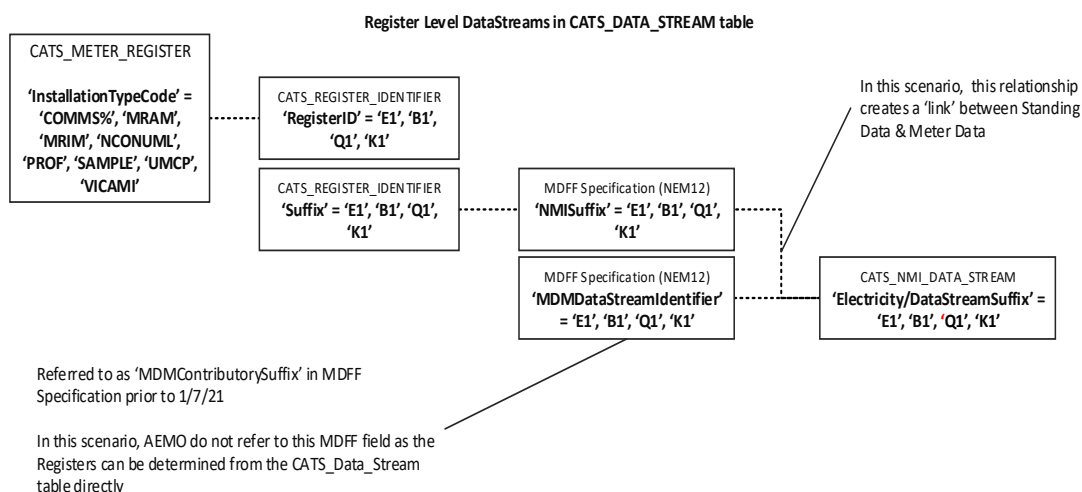 Register Level DataStreams in CATS_DATA_STREAM table
CATS_METER_REGISTER
‘InstallationTypeCode’ =
‘COMMS%’, ‘MRAM’,
‘MRIM’, ‘NCONUML’,
‘PROF’, ‘SAMPLE’, ‘UMCP’,
‘VICAMI’
CATS_REGISTER_IDENTIFIER
‘RegisterID’ = ‘E1’, ‘B1’,
‘Q1’, ‘K1’
In this scenario, this relationship
creates a ‘link’ between Standing
Data & Meter Data
CATS_REGISTER_IDENTIFIER
‘Suffix’ = ‘E1’, ‘B1’, ‘Q1’,
‘K1’
MDFF Specification (NEM12)
‘NMISuffix’ = ‘E1’, ‘B1’, ‘Q1’,
‘K1’
MDFF Specification (NEM12)
‘MDMDataStreamIdentifier’
= ‘E1’, ‘B1’, ‘Q1’, ‘K1’
CATS_NMI_DATA_STREAM
‘Electricity/DataStreamSuffix’ =
‘E1’, ‘B1’, ‘Q1’, ‘K1’
Referred to as ‘MDMContributorySuffix’ in MDFF
Specification prior to 1/7/21
In this scenario, AEMO do not refer to this MDFF field as the
Registers can be determined from the CATS_Data_Stream
table directly